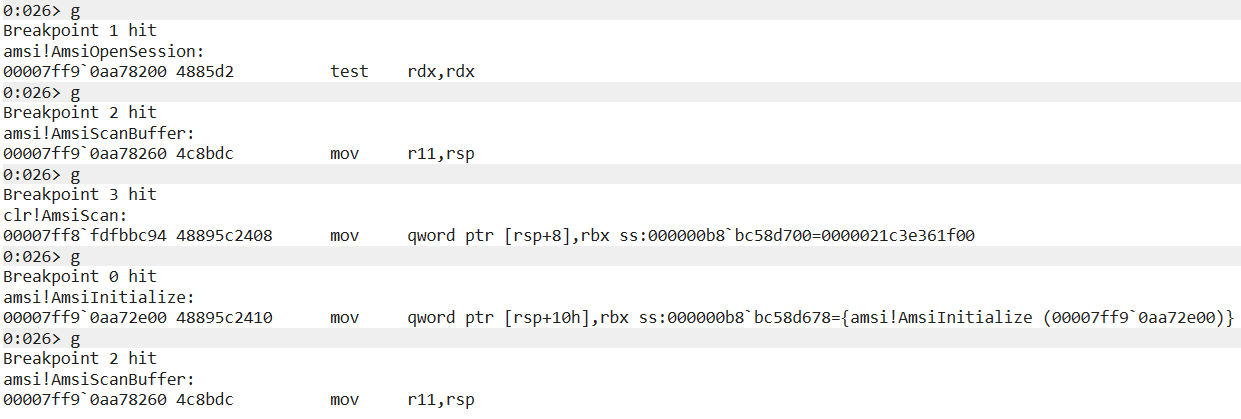 0:026> g
Breakpoint 1 hit
amsi!AmsiOpenSession:
00007ff9`0aa78200 4885d2          test    rdx,rdx
0:026> g
Breakpoint 2 hit
amsi!AmsiScanBuffer:
00007ff9`0aa78260 4c8bdc          mov     r11,rsp
0:026> g
Breakpoint 3 hit
clr!AmsiScan:
00007ff8`fdfbbc94 48895c2408      mov     qword ptr [rsp+8],rbx ss:000000b8`bc58d700=0000021c3e361f00
0:026> g
Breakpoint 0 hit
amsi!AmsiInitialize:
00007ff9`0aa72e00 48895c2410      mov     qword ptr [rsp+10h],rbx ss:000000b8`bc58d678={amsi!AmsiInitialize (00007ff9`0aa72e00)}
0:026> g
Breakpoint 2 hit
amsi!AmsiScanBuffer:
00007ff9`0aa78260 4c8bdc          mov     r11,rsp